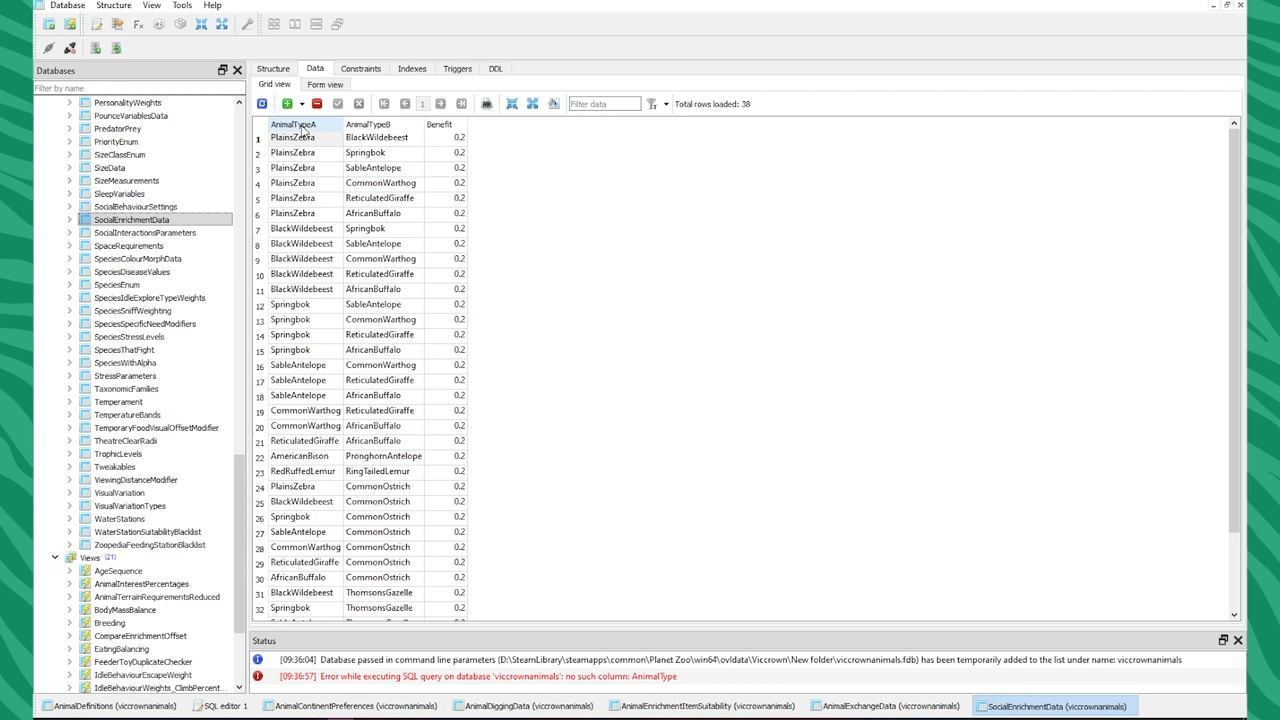 Database Structure View Tools Help
Databases
Structure Data Constraints Indexes Triggers DDL
Grid view Form view
Filter by name
1 Filter data Total rows loaded: 38
PersonalityWeights
PounceVariablesData
PredatorPrey
PriorityEnum
SizeClassEnum
SizeData
SizeMeasurements
SleepVariables
SocialBehaviourSettings
SocialEnrichmentData
SocialInteractionsParameters
SpaceRequirements
SpeciesColourMorphData
SpeciesDiseaseValues
SpeciesEnum
SpeciesIdleExploreTypeWeights
SpeciesSniffWeighting
SpeciesSpecificNeedModifiers
SpeciesStressLevels
SpeciesThatFight
SpeciesWithAlpha
StressParameters
TaxonomicFamilies
Temperament
TemperatureBands
TemporaryFoodVisualOffsetModifier
TheatreClearRadii
TrophicLevels
Tweakables
ViewingDistanceModifier
VisualVariation
VisualVariationTypes
WaterStations
WaterStationSuitabilityBlacklist
ZoopediaFeedingStationBlacklist
Views (21)
AgeSequence
AnimalInterestPercentages
AnimalTerrainRequirementsReduced
BodyMassBalance
Breeding
CompareEnrichmentOffset
EatingBalancing
FeederToyDuplicateChecker
IdleBehaviourEscapeWeight
IdleBehaviourWeights_ClimbPercent...
AnimalTypeA AnimalTypeB Benefit
1 PlainsZebra BlackWildebeest 0.2
2 PlainsZebra Springbok 0.2
3 PlainsZebra SableAntelope 0.2
4 PlainsZebra CommonWarthog 0.2
5 PlainsZebra ReticulatedGiraffe 0.2
6 PlainsZebra AfricanBuffalo 0.2
7 BlackWildebeest Springbok 0.2
8 BlackWildebeest SableAntelope 0.2
9 BlackWildebeest CommonWarthog 0.2
10 BlackWildebeest ReticulatedGiraffe 0.2
11 BlackWildebeest AfricanBuffalo 0.2
12 Springbok SableAntelope 0.2
13 Springbok CommonWarthog 0.2
14 Springbok ReticulatedGiraffe 0.2
15 Springbok AfricanBuffalo 0.2
16 SableAntelope CommonWarthog 0.2
17 SableAntelope ReticulatedGiraffe 0.2
18 SableAntelope AfricanBuffalo 0.2
19 CommonWarthog ReticulatedGiraffe 0.2
20 CommonWarthog AfricanBuffalo 0.2
21 ReticulatedGiraffe AfricanBuffalo 0.2
22 AmericanBison PronghornAntelope 0.2
23 RedRuffedLemur RingTailedLemur 0.2
24 PlainsZebra CommonOstrich 0.2
25 BlackWildebeest CommonOstrich 0.2
26 Springbok CommonOstrich 0.2
27 SableAntelope CommonOstrich 0.2
28 CommonWarthog CommonOstrich 0.2
29 ReticulatedGiraffe CommonOstrich 0.2
30 AfricanBuffalo CommonOstrich 0.2
31 BlackWildebeest ThomsonsGazelle 0.2
32 Springbok ThomsonsGazelle 0.2
Status
[09:36:04] Database passed in command line parameters (D:\SteamLibrary\steamapps\common\Planet Zoo\win64\ovldata\Viccrown\New folder\viccrownanimals.fdb) has been temporarily added to the list under name: viccrownanimals
[09:36:57] Error while executing SQL query on database 'viccrownanimals': no such column: AnimalType
AnimalDefinitions (viccrownanimals) SQL editor 1 AnimalContinentPreferences (viccrownanimals) AnimalDiggingData (viccrownanimals) AnimalEnrichmentItemSuitability (viccrownanimals) AnimalExchangeData (viccrownanimals) SocialEnrichmentData (viccrownanimals)